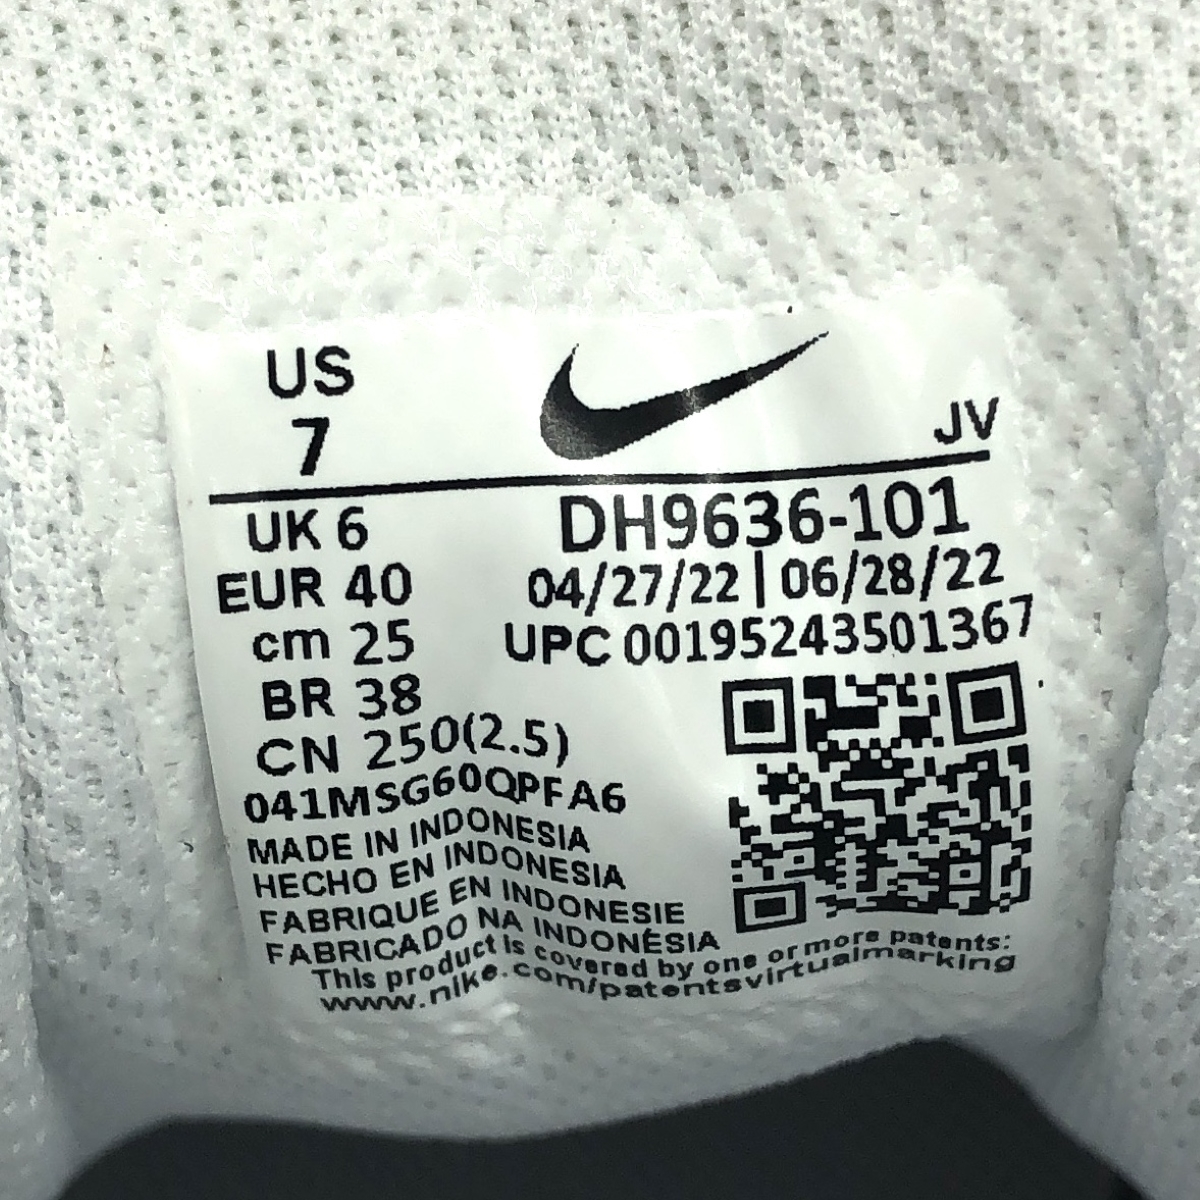 US
7
JV
UK 6
EUR 40
cm 25
BR 38
CN 250(2.5)
DH9636-101
04/27/22 | 06/28/22
UPC 00195243501367
041MSG60QPFA6
MADE IN INDONESIA
HECHO EN INDONESIA
FABRIQUE EN INDONESIE
FABRICADO NA INDONÉSIA
This product is covered by one or more patents:
www.nike.com/patentsvirtualmarking